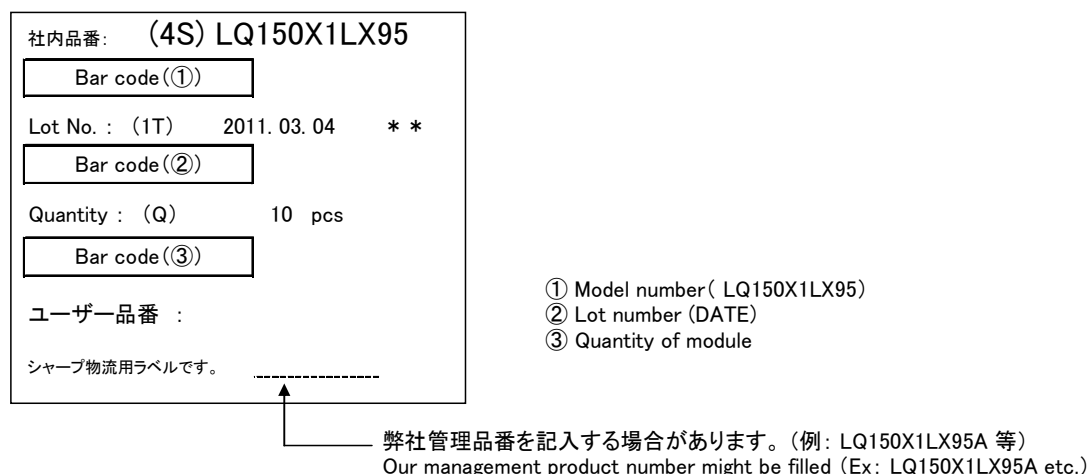 社内品番: (4S) LQ150X1LX95
Bar code(①)
Lot No. : (1T) 2011. 03. 04 * *
Bar code(②)
Quantity : (Q) 10 pcs
Bar code(③)
ユーザー品番 :
シャープ物流用ラベルです。
① Model number( LQ150X1LX95)
② Lot number (DATE)
③ Quantity of module
弊社管理品番を記入する場合があります。(例: LQ150X1LX95A 等)
Our management product number might be filled (Ex: LQ150X1LX95A etc.)